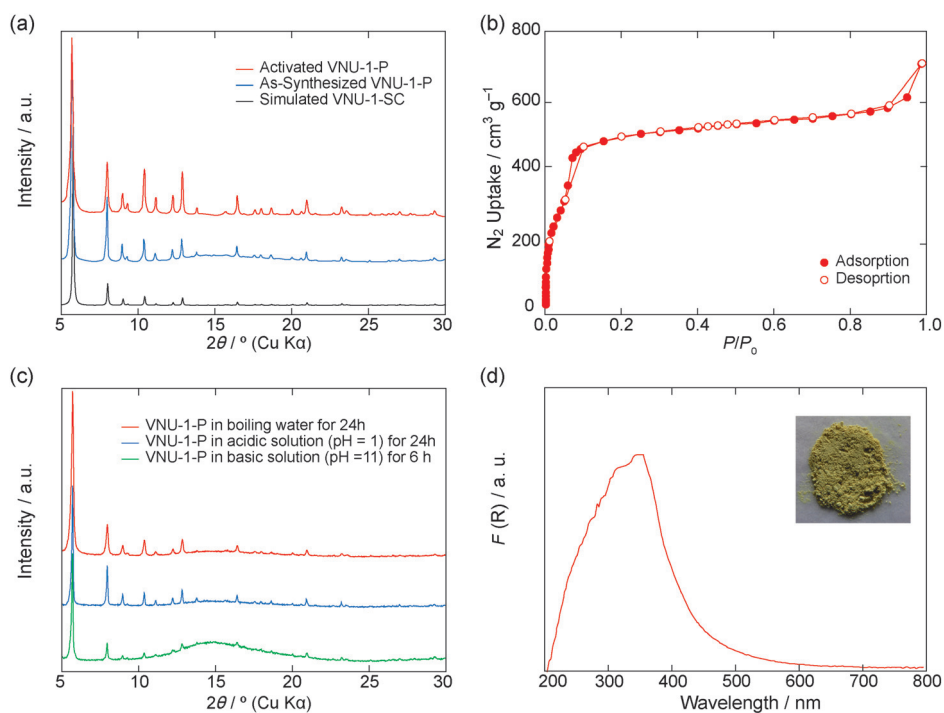 (a)
Intensity / a.u.
Activated VNU-1-P
As-Synthesized VNU-1-P
Simulated VNU-1-SC
5 10 15 20 25 30
2θ / º (Cu Kα)
(b)
N₂ Uptake / cm³ g⁻¹
800
600
400
200
0
Adsorption
Desoprtion
0.0 0.2 0.4 0.6 0.8 1.0
P/P₀
(c)
Intensity / a.u.
VNU-1-P in boiling water for 24h
VNU-1-P in acidic solution (pH = 1) for 24h
VNU-1-P in basic solution (pH =11) for 6 h
5 10 15 20 25 30
2θ / º (Cu Kα)
(d)
F (R) / a. u.
200 300 400 500 600 700 800
Wavelength / nm